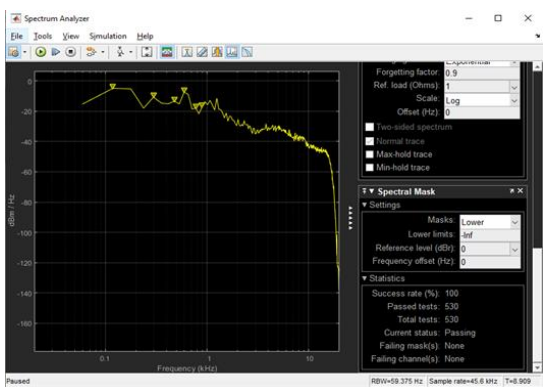 Spectrum Analyzer
File Tools View Simulation Help
Exponential
Forgetting factor: 0.9
Ref. load (Ohms): 1
Scale: Log
Offset (Hz): 0
Two-sided spectrum
Normal trace
Max-hold trace
Min-hold trace
Spectral Mask
Settings
Masks: Lower
Lower limits: -Inf
Reference level (dBr): 0
Frequency offset (Hz): 0
Statistics
Success rate (%): 100
Passed tests: 530
Total tests: 530
Current status: Passing
Failing mask(s): None
Failing channel(s): None
0
-20
-40
-60
-80
-100
-120
-140
-160
dBm / Hz
0.1 1 10
Frequency (kHz)
Paused RBW=59.375 Hz Sample rate=45.6 kHz T=8.909